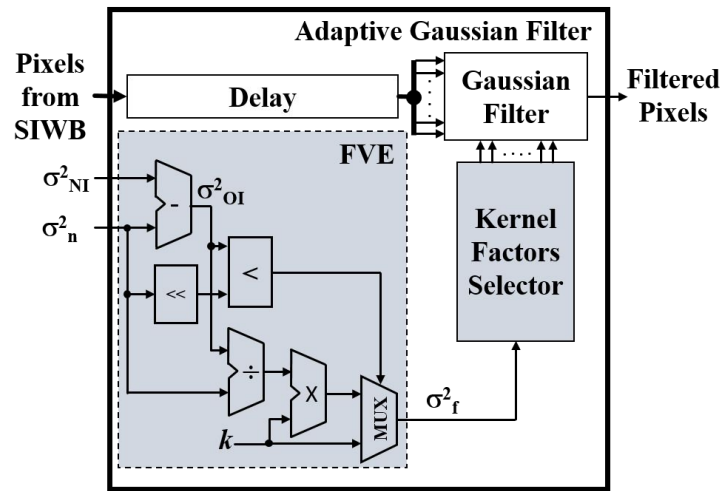 Adaptive Gaussian Filter
Pixels
from
SIWB
Delay
Gaussian
Filter
Filtered
Pixels
FVE
σ²NI
σ²OI
-
σ²n
<
<<
Kernel
Factors
Selector
÷
X
MUX
σ²f
k